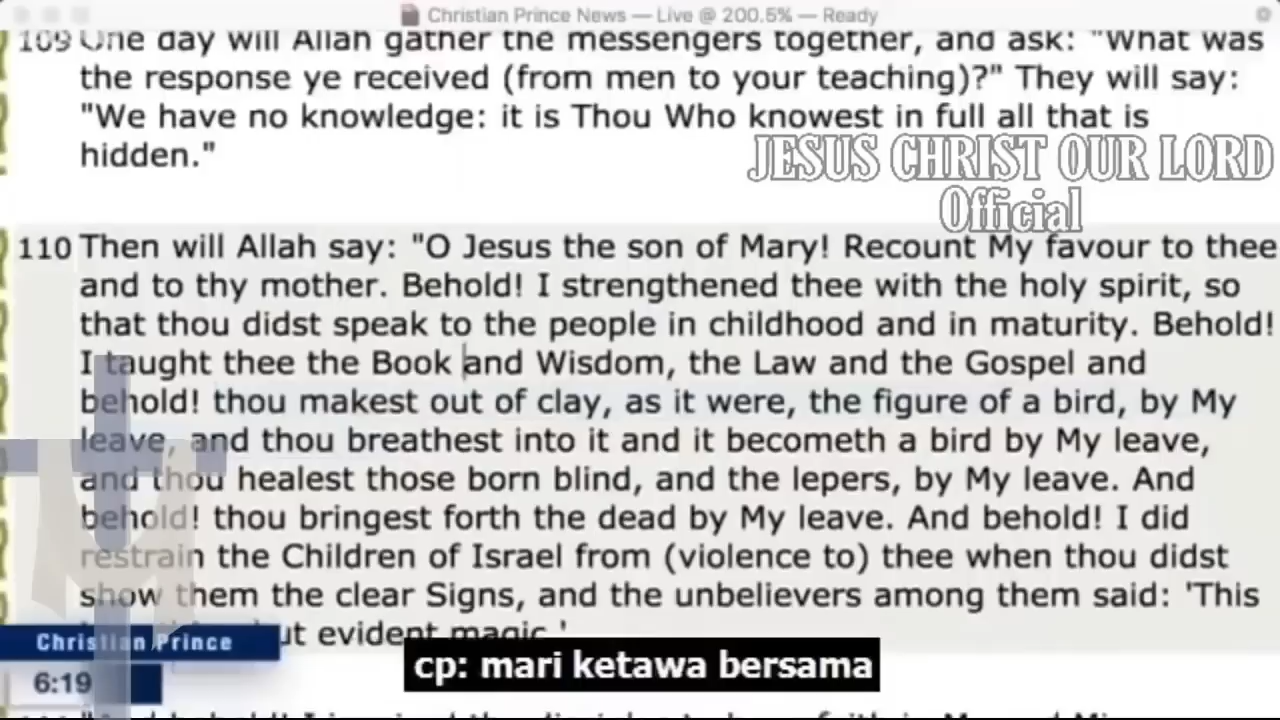 Christian Prince News — Live @ 200.5% — Ready
109 One day will Allah gather the messengers together, and ask: "What was
the response ye received (from men to your teaching)?" They will say:
"We have no knowledge: it is Thou Who knowest in full all that is
hidden."
JESUS CHRIST OUR LORD
Official
110 Then will Allah say: "O Jesus the son of Mary! Recount My favour to thee
and to thy mother. Behold! I strengthened thee with the holy spirit, so
that thou didst speak to the people in childhood and in maturity. Behold!
I taught thee the Book and Wisdom, the Law and the Gospel and
behold! thou makest out of clay, as it were, the figure of a bird, by My
leave, and thou breathest into it and it becometh a bird by My leave,
and thou healest those born blind, and the lepers, by My leave. And
behold! thou bringest forth the dead by My leave. And behold! I did
restrain the Children of Israel from (violence to) thee when thou didst
show them the clear Signs, and the unbelievers among them said: 'This
but evident magic.'
Christian Prince
6:19
cp: mari ketawa bersama